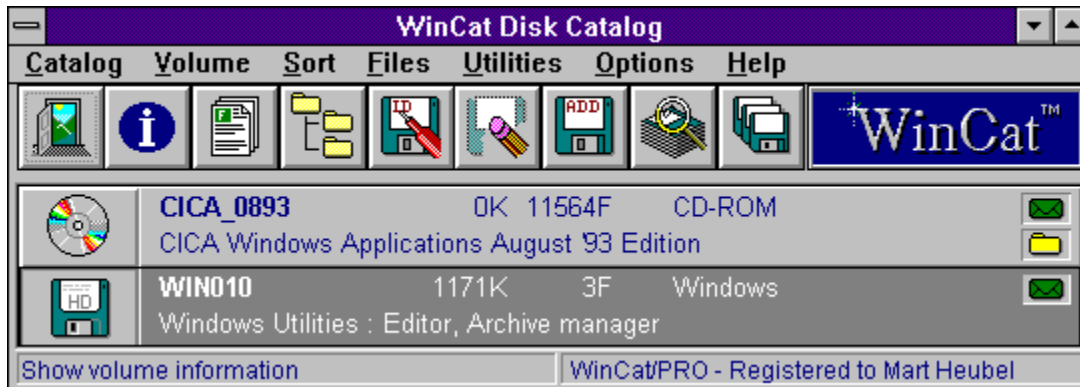 WinCat Disk Catalog
Catalog Volume Sort Files Utilities Options Help
ID ADD WinCat™
CICA_0893 0K 11564F CD-ROM
CICA Windows Applications August '93 Edition
HD
WIN010 1171K 3F Windows
Windows Utilities : Editor, Archive manager
Show volume information WinCat/PRO - Registered to Mart Heubel